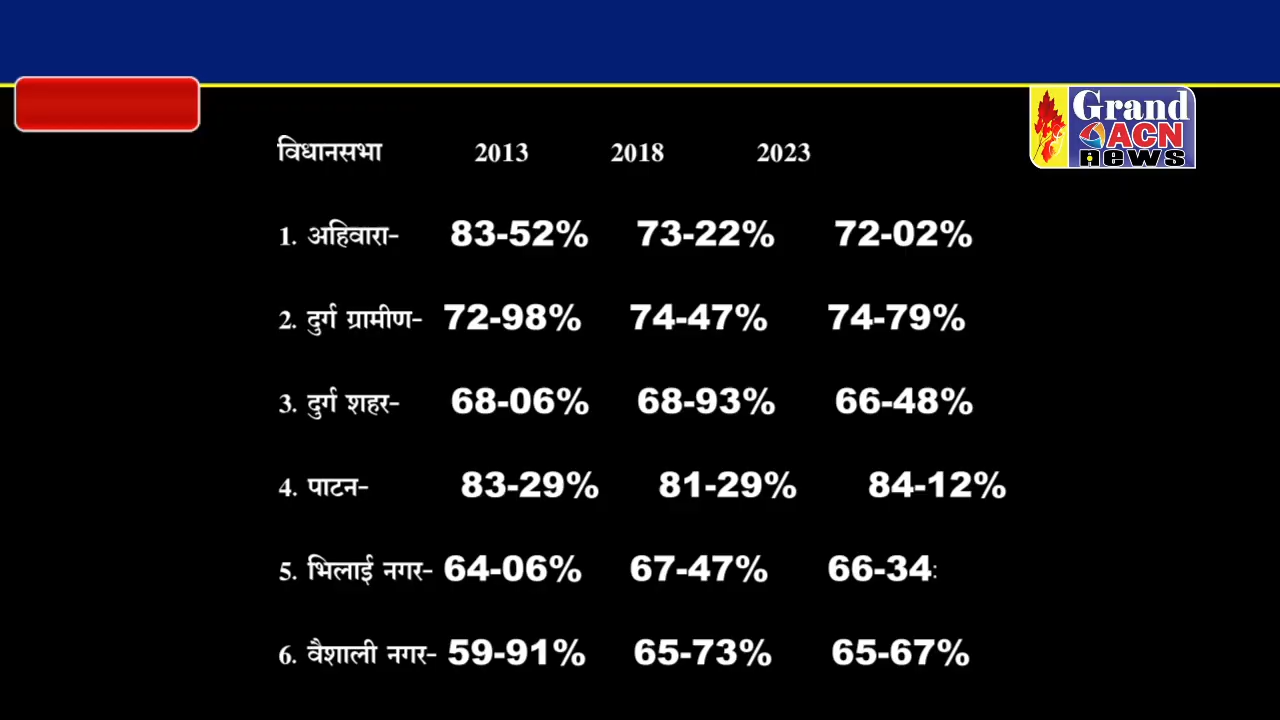 Grand
ACN
news
विधानसभा 2013 2018 2023
1. अहिवारा- 83-52% 73-22% 72-02%
2. दुर्ग ग्रामीण- 72-98% 74-47% 74-79%
3. दुर्ग शहर- 68-06% 68-93% 66-48%
4. पाटन- 83-29% 81-29% 84-12%
5. भिलाई नगर- 64-06% 67-47% 66-34:
6. वैशाली नगर- 59-91% 65-73% 65-67%